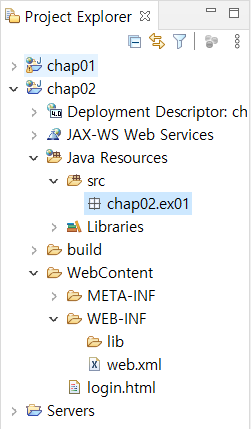 Project Explorer
chap01
chap02
Deployment Descriptor: ch
JAX-WS Web Services
Java Resources
src
chap02.ex01
Libraries
build
WebContent
META-INF
WEB-INF
lib
web.xml
login.html
Servers